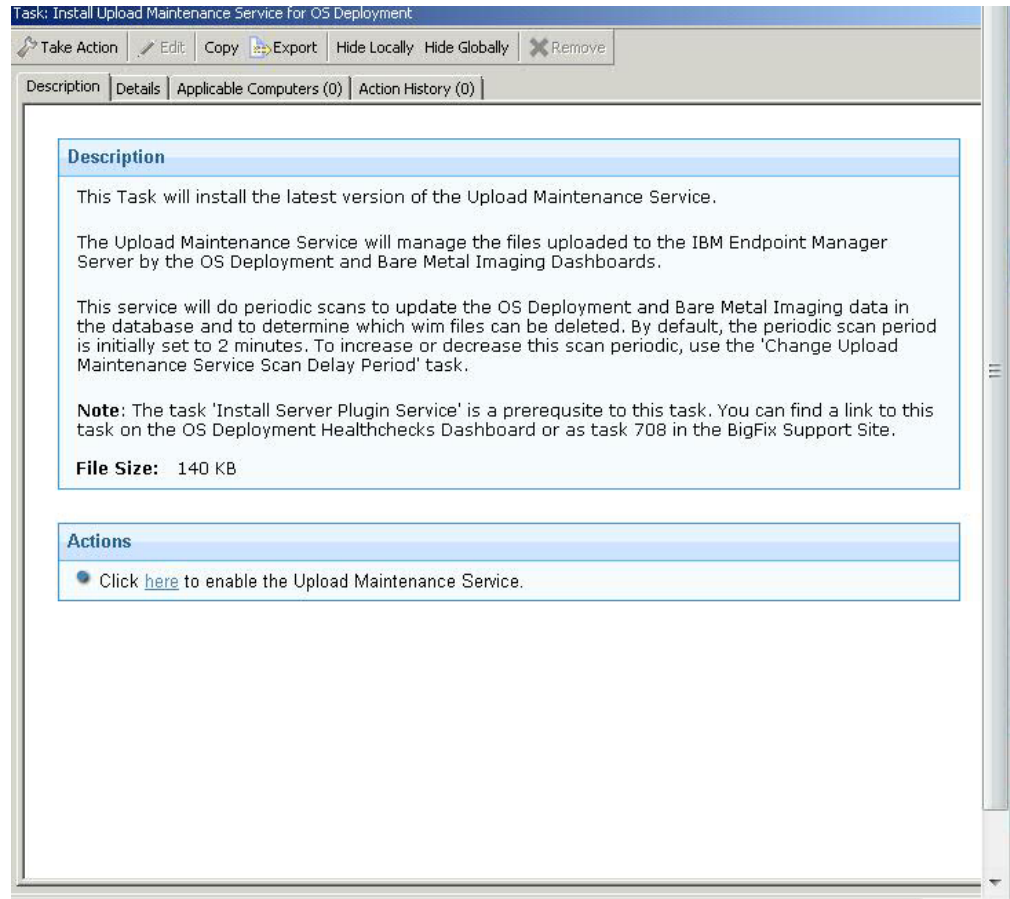 Task: Install Upload Maintenance Service for OS Deployment
Take Action Edit Copy Export Hide Locally Hide Globally Remove
Description Details Applicable Computers (0) Action History (0)
Description
This Task will install the latest version of the Upload Maintenance Service.
The Upload Maintenance Service will manage the files uploaded to the IBM Endpoint Manager
Server by the OS Deployment and Bare Metal Imaging Dashboards.
This service will do periodic scans to update the OS Deployment and Bare Metal Imaging data in
the database and to determine which wim files can be deleted. By default, the periodic scan period
is initially set to 2 minutes. To increase or decrease this scan periodic, use the 'Change Upload
Maintenance Service Scan Delay Period' task.
Note: The task 'Install Server Plugin Service' is a prerequsite to this task. You can find a link to this
task on the OS Deployment Healthchecks Dashboard or as task 708 in the BigFix Support Site.
File Size: 140 KB
Actions
Click here to enable the Upload Maintenance Service.